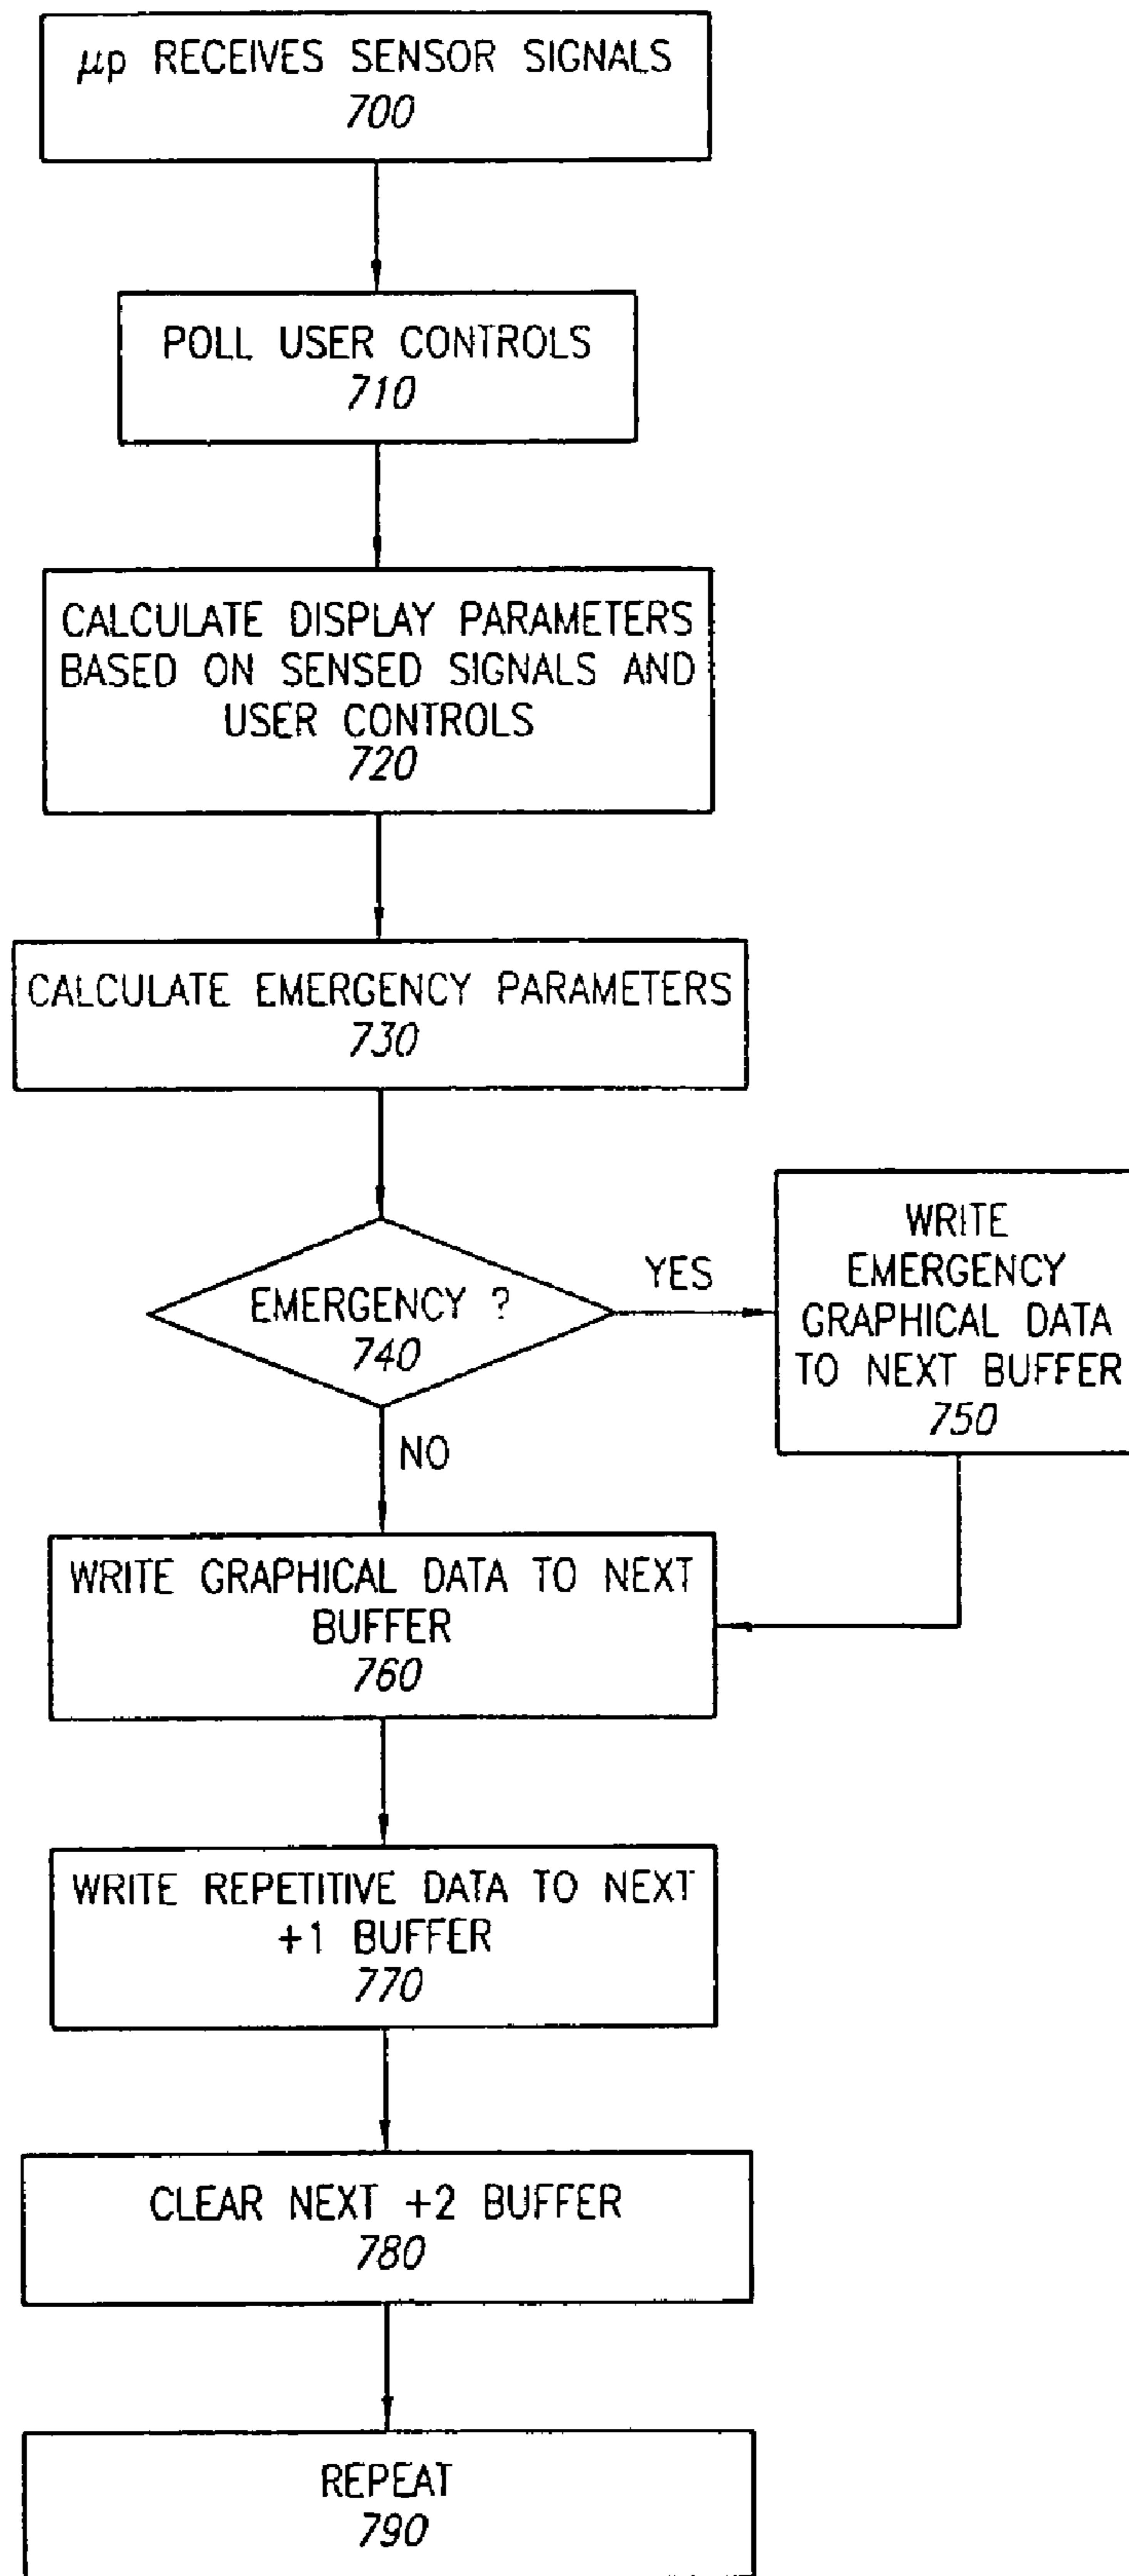 μp RECEIVES SENSOR SIGNALS
700
POLL USER CONTROLS
710
CALCULATE DISPLAY PARAMETERS
BASED ON SENSED SIGNALS AND
USER CONTROLS
720
CALCULATE EMERGENCY PARAMETERS
730
EMERGENCY ?
740
YES
WRITE
EMERGENCY
GRAPHICAL DATA
TO NEXT BUFFER
750
NO
WRITE GRAPHICAL DATA TO NEXT
BUFFER
760
WRITE REPETITIVE DATA TO NEXT
+1 BUFFER
770
CLEAR NEXT +2 BUFFER
780
REPEAT
790